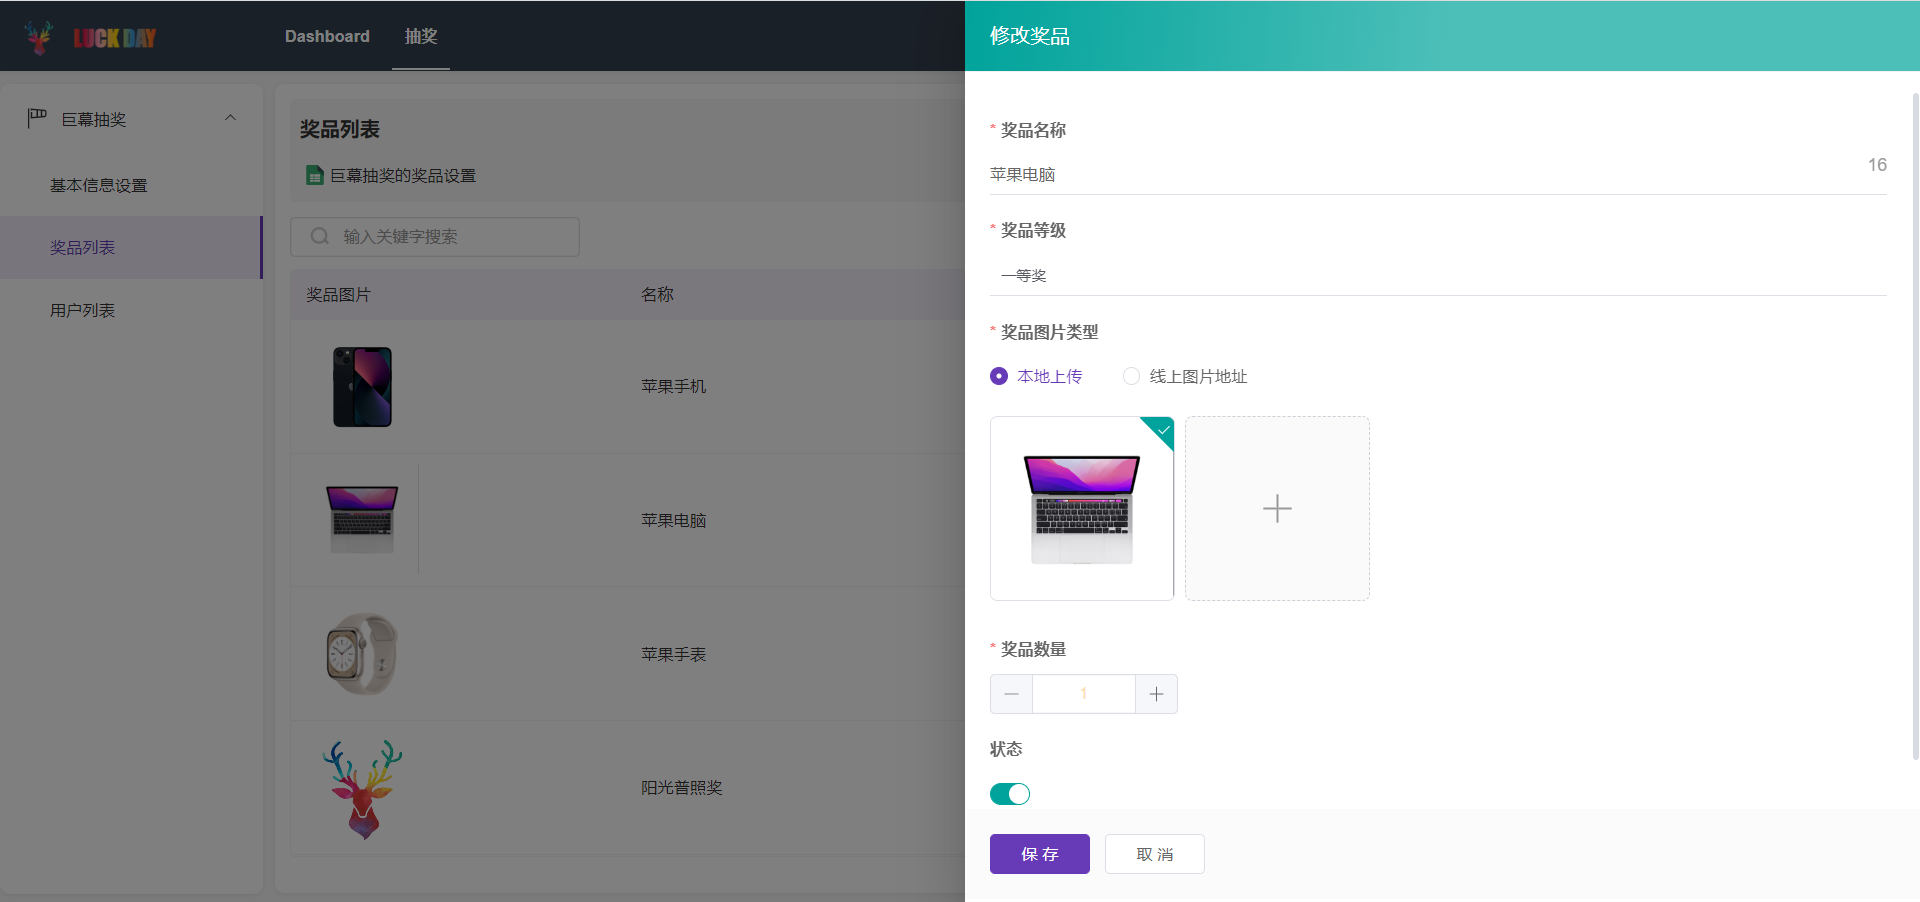 LUCK DAY
Dashboard
抽奖
巨幕抽奖
基本信息设置
奖品列表
用户列表
奖品列表
巨幕抽奖的奖品设置
输入关键字搜索
奖品图片
名称
苹果手机
苹果电脑
苹果手表
阳光普照奖
修改奖品
* 奖品名称
苹果电脑
16
* 奖品等级
一等奖
* 奖品图片类型
本地上传
线上图片地址
* 奖品数量
1
状态
保存
取消